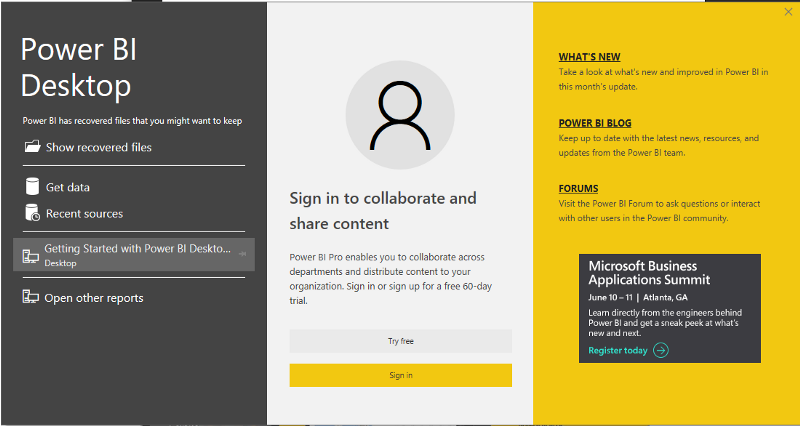 Power BI
Desktop
Power BI has recovered files that you might want to keep
Show recovered files
Get data
Recent sources
Getting Started with Power BI Deskto...
Desktop
Open other reports
Sign in to collaborate and
share content
Power BI Pro enables you to collaborate across
departments and distribute content to your
organization. Sign in or sign up for a free 60-day
trial.
Try free
Sign in
WHAT'S NEW
Take a look at what's new and improved in Power BI in
this month's update.
POWER BI BLOG
Keep up to date with the latest news, resources, and
updates from the Power BI team.
FORUMS
Visit the Power BI Forum to ask questions or interact
with other users in the Power BI community.
Microsoft Business
Applications Summit
June 10 – 11 | Atlanta, GA
Learn directly from the engineers behind
Power BI and get a sneak peek at what's
new and next.
Register today